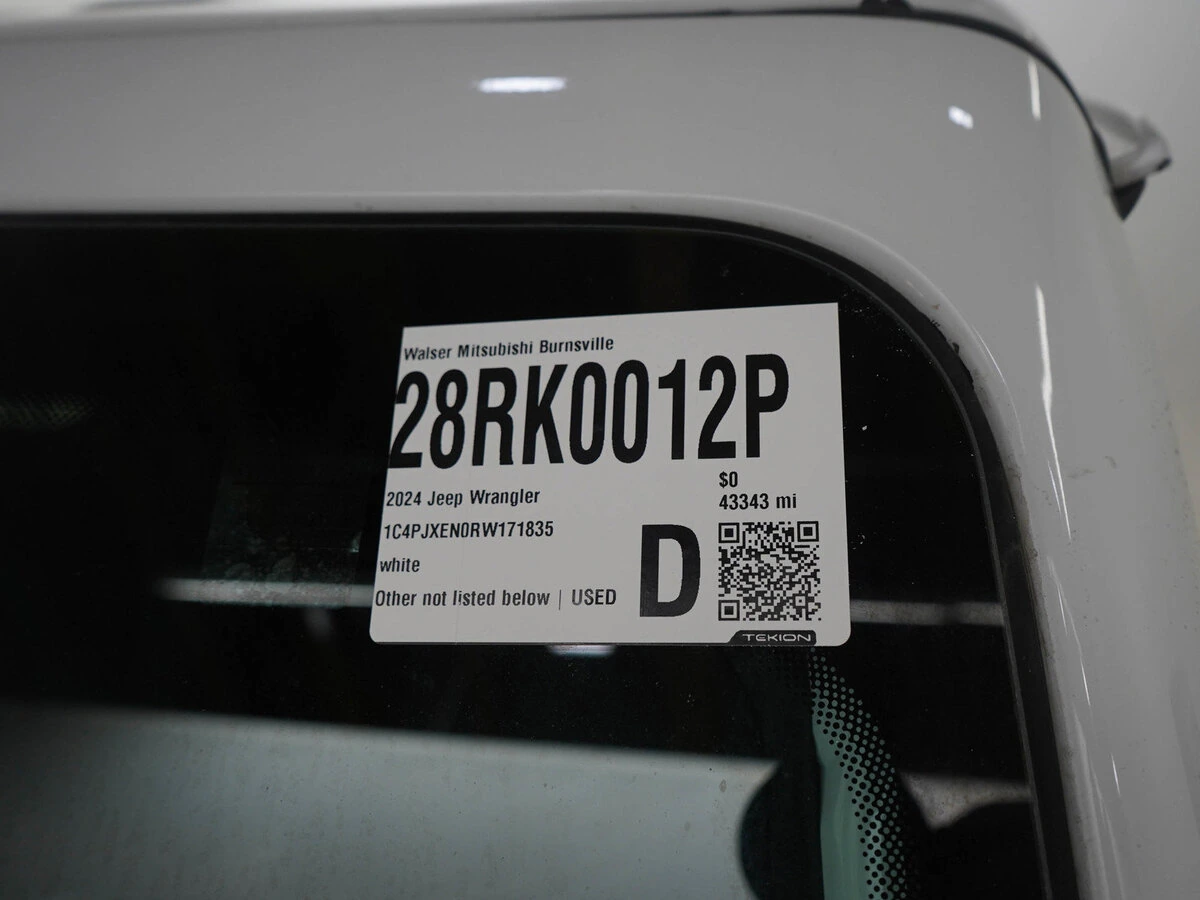 Walser Mitsubishi Burnsville
28RK0012P
2024 Jeep Wrangler
$0
43343 mi
1C4PJXEN0RW171835
white
Other not listed below | USED
D
TEKION